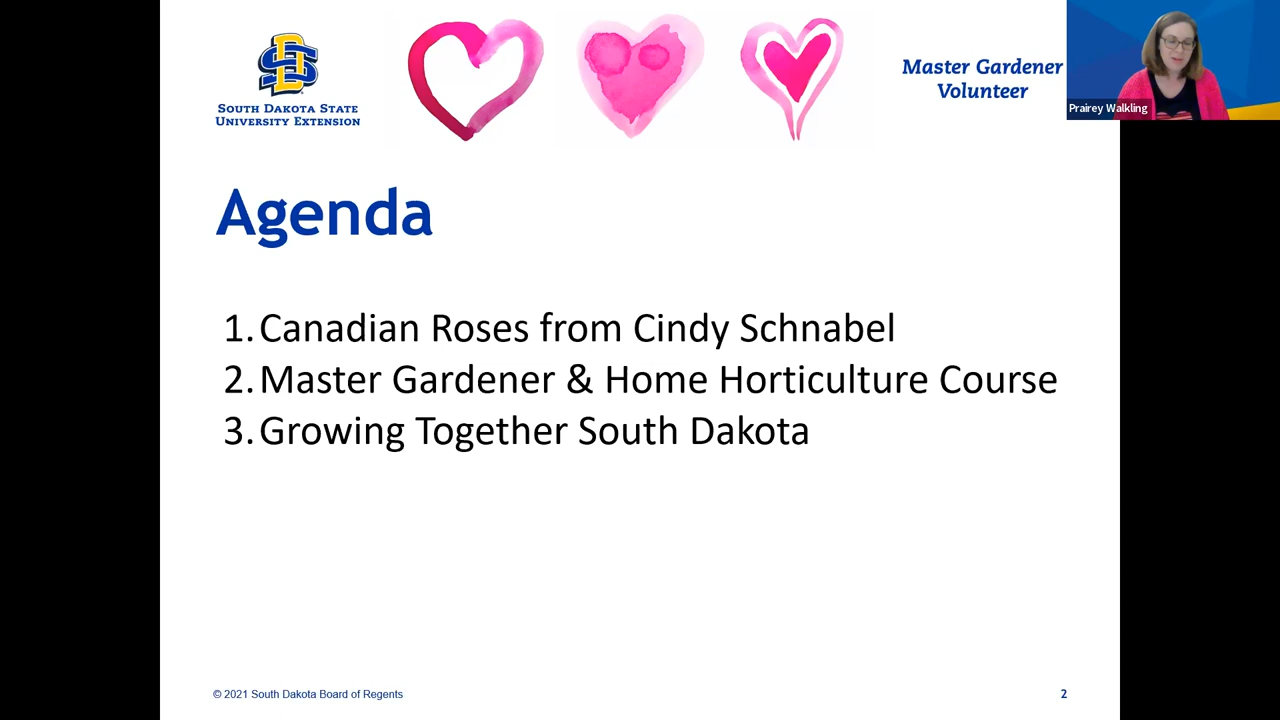 SOUTH DAKOTA STATE
UNIVERSITY EXTENSION
Master Gardener
Volunteer
Prairey Walkling
Agenda
1. Canadian Roses from Cindy Schnabel
2. Master Gardener & Home Horticulture Course
3. Growing Together South Dakota
© 2021 South Dakota Board of Regents
2